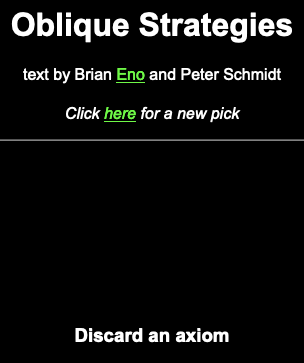 Oblique Strategies
text by Brian Eno and Peter Schmidt
Click here for a new pick
Discard an axiom